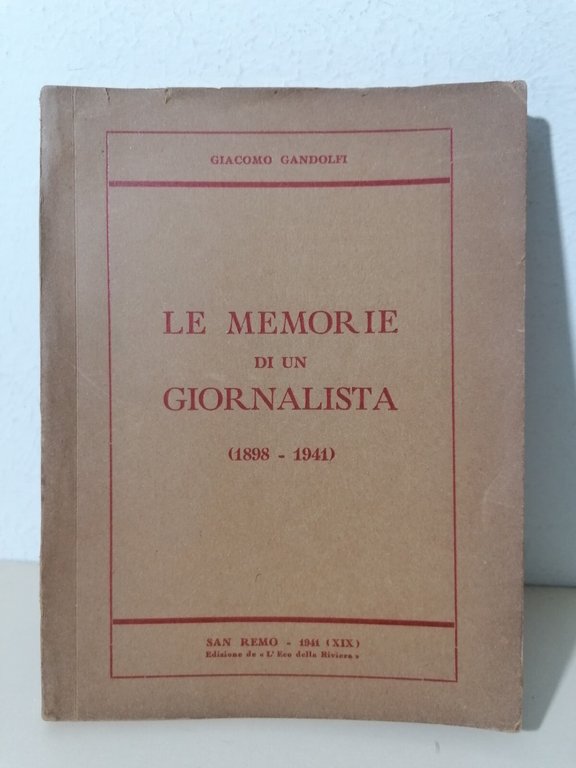 GIACOMO GANDOLFI
LE MEMORIE
DI UN
GIORNALISTA
(1898 - 1941)
SAN REMO - 1941 (XIX)
Edizione de « L'Eco della Riviera »